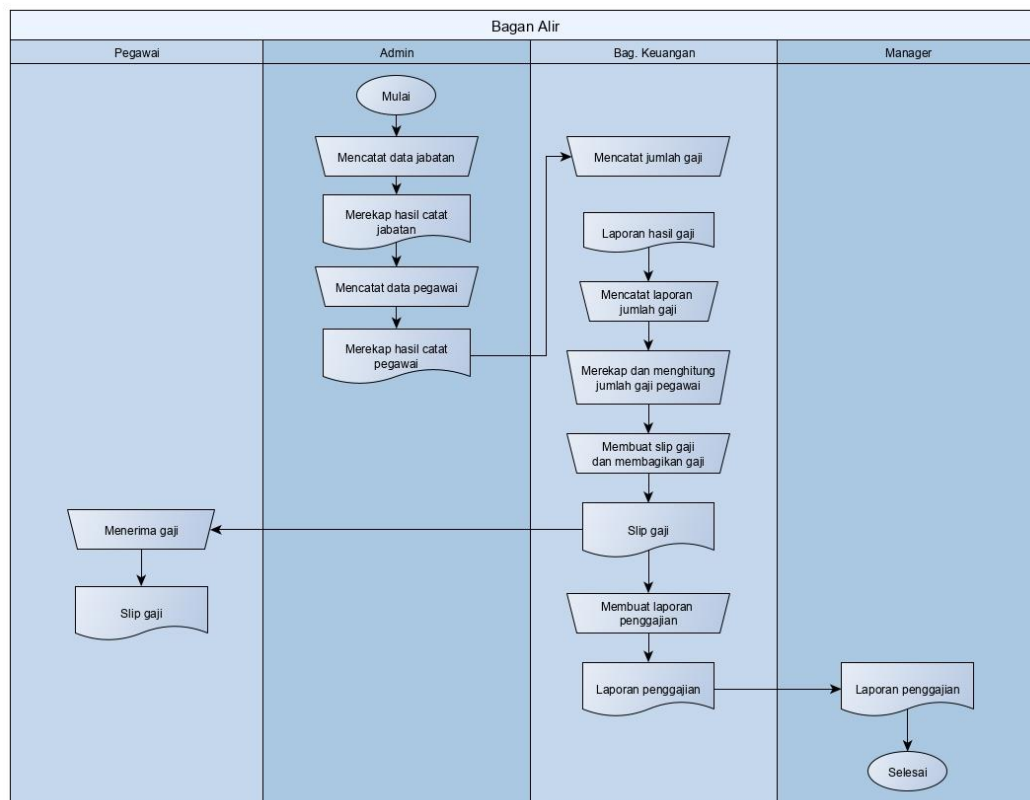 Bagan Alir
Pegawai
Admin
Bag. Keuangan
Manager
Mulai
Mencatat data jabatan
Merekap hasil catat
jabatan
Mencatat data pegawai
Merekap hasil catat
pegawai
Mencatat jumlah gaji
Laporan hasil gaji
Mencatat laporan
jumlah gaji
Merekap dan menghitung
jumlah gaji pegawai
Membuat slip gaji
dan membagikan gaji
Slip gaji
Menerima gaji
Slip gaji
Membuat laporan
penggajian
Laporan penggajian
Laporan penggajian
Selesai